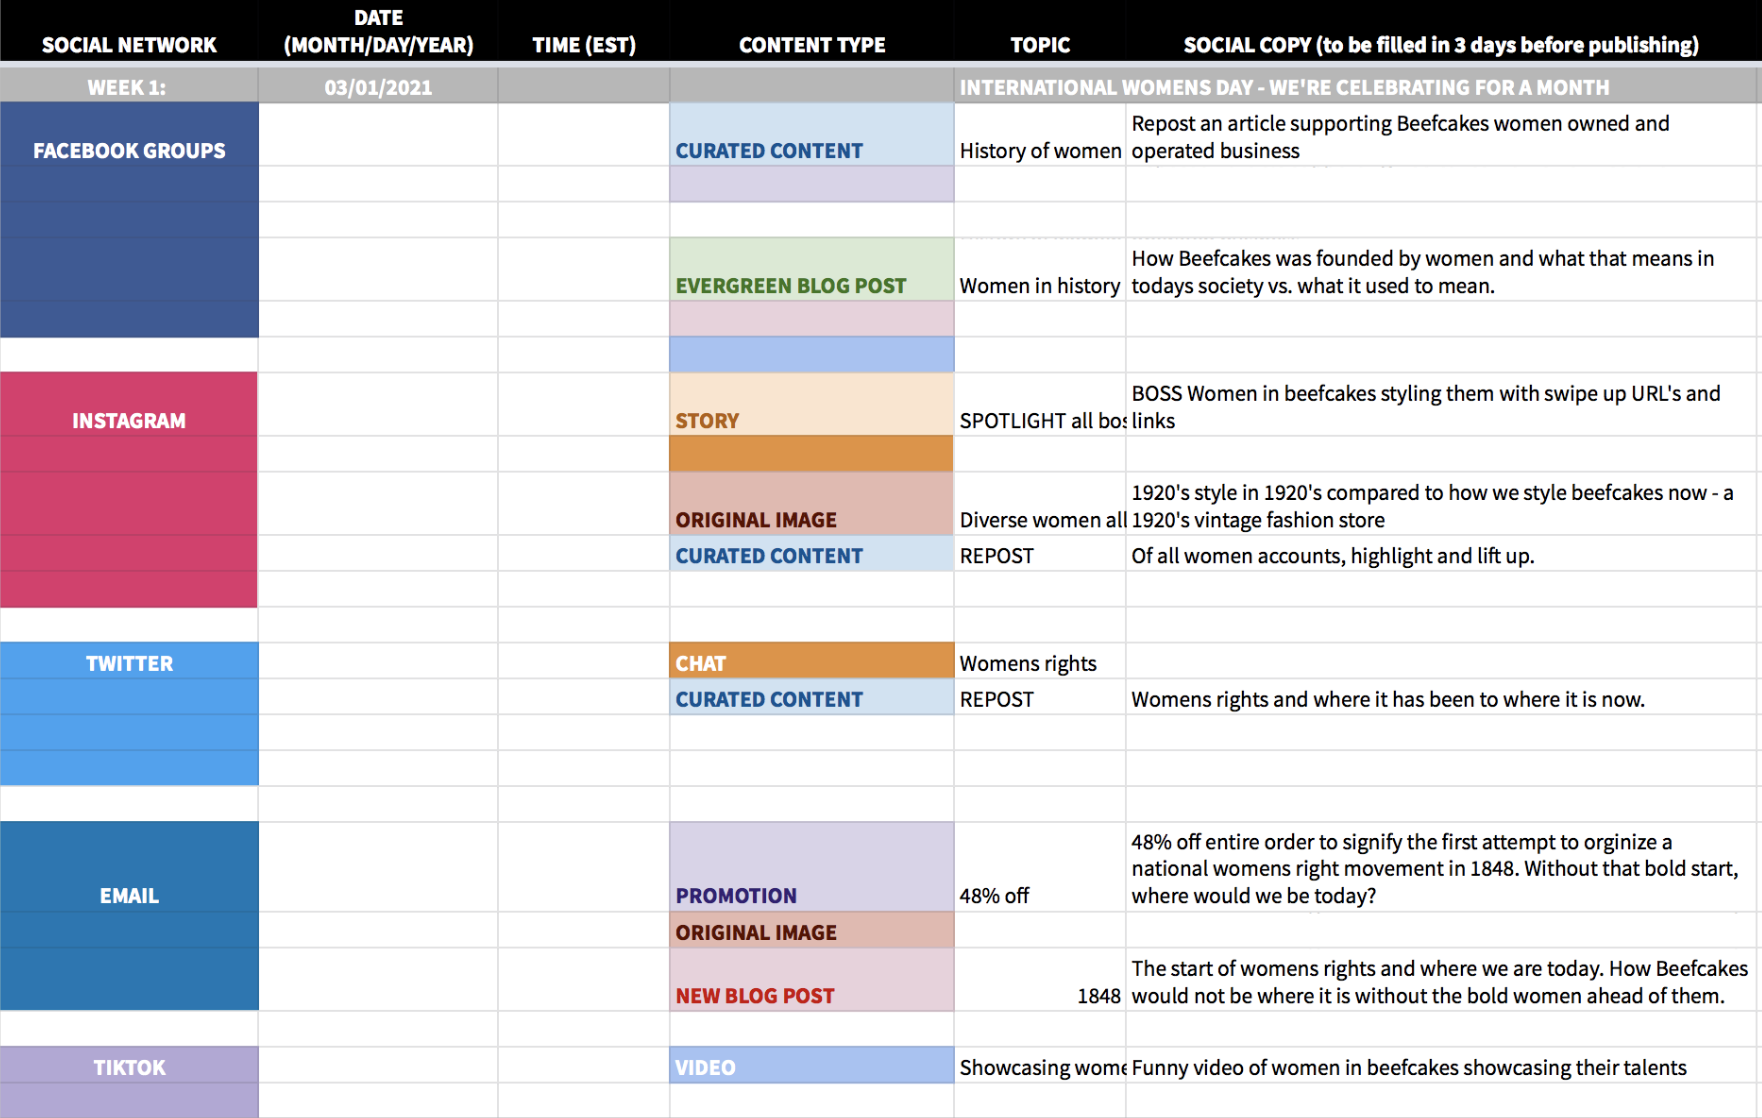 SOCIAL NETWORK
DATE
(MONTH/DAY/YEAR)
TIME (EST)
CONTENT TYPE
TOPIC
SOCIAL COPY (to be filled in 3 days before publishing)
WEEK 1:
03/01/2021
INTERNATIONAL WOMENS DAY - WE'RE CELEBRATING FOR A MONTH
FACEBOOK GROUPS
CURATED CONTENT
History of women
Repost an article supporting Beefcakes women owned and
operated business
EVERGREEN BLOG POST
Women in history
How Beefcakes was founded by women and what that means in
todays society vs. what it used to mean.
INSTAGRAM
STORY
SPOTLIGHT all bos
BOSS Women in beefcakes styling them with swipe up URL's and
links
ORIGINAL IMAGE
Diverse women all
1920's style in 1920's compared to how we style beefcakes now - a
1920's vintage fashion store
CURATED CONTENT
REPOST
Of all women accounts, highlight and lift up.
TWITTER
CHAT
Womens rights
CURATED CONTENT
REPOST
Womens rights and where it has been to where it is now.
EMAIL
PROMOTION
48% off
48% off entire order to signify the first attempt to orginize a
national womens right movement in 1848. Without that bold start,
where would we be today?
ORIGINAL IMAGE
NEW BLOG POST
1848
The start of womens rights and where we are today. How Beefcakes
would not be where it is without the bold women ahead of them.
TIKTOK
VIDEO
Showcasing wome
Funny video of women in beefcakes showcasing their talents